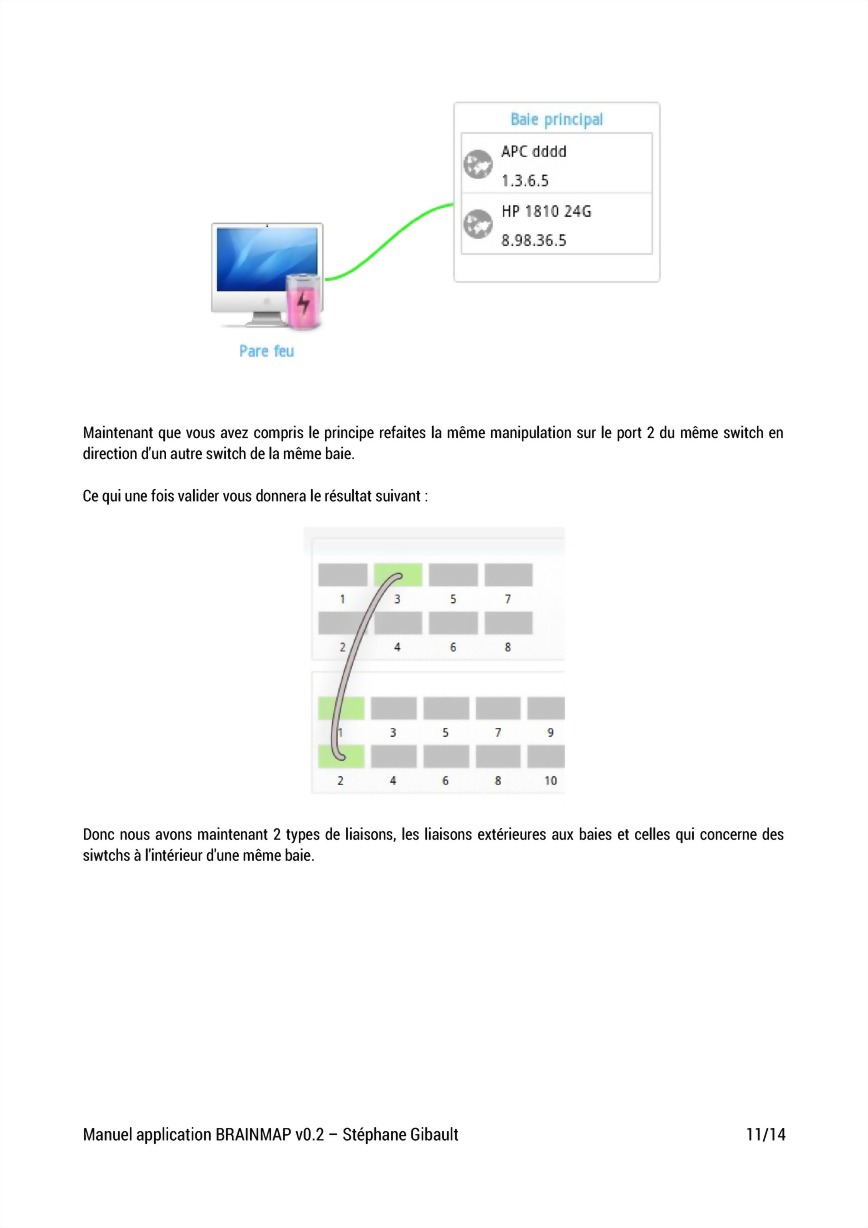 Baie principal
APC dddd
1.3.6.5
HP 1810 24G
8.98.36.5
Pare feu
Maintenant que vous avez compris le principe refaites la même manipulation sur le port 2 du même switch en
direction d'un autre switch de la même baie.
Ce qui une fois valider vous donnera le résultat suivant :
1 3 5 7
2 4 6 8
1 3 5 7 9
2 4 6 8 10
Donc nous avons maintenant 2 types de liaisons, les liaisons extérieures aux baies et celles qui concerne des
siwtchs à l'intérieur d'une même baie.
Manuel application BRAINMAP v0.2 – Stéphane Gibault 11/14